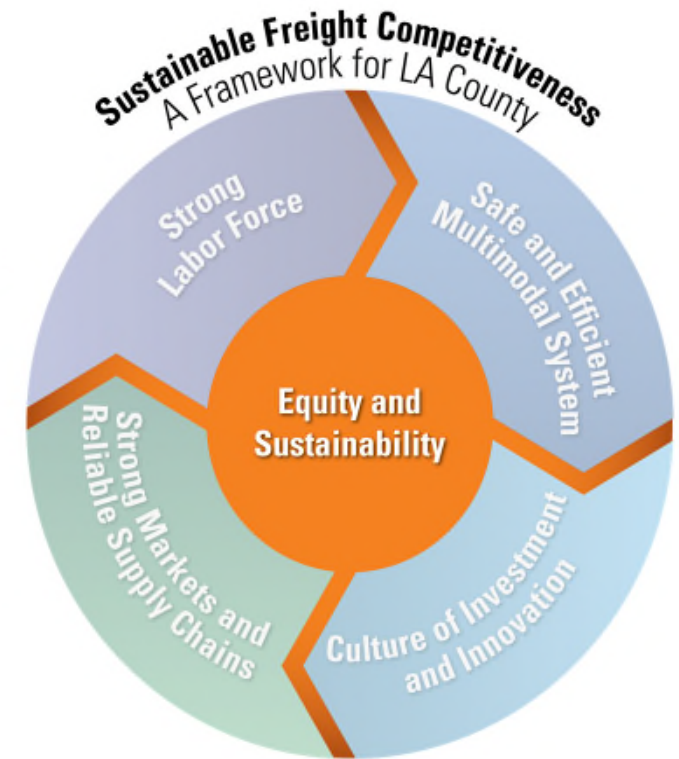 Sustainable Freight Competitiveness
A Framework for LA County
Strong
Labor Force
Safe and Efficient
Multimodal System
Equity and
Sustainability
Strong Markets and
Reliable Supply Chains
Culture of Investment
and Innovation